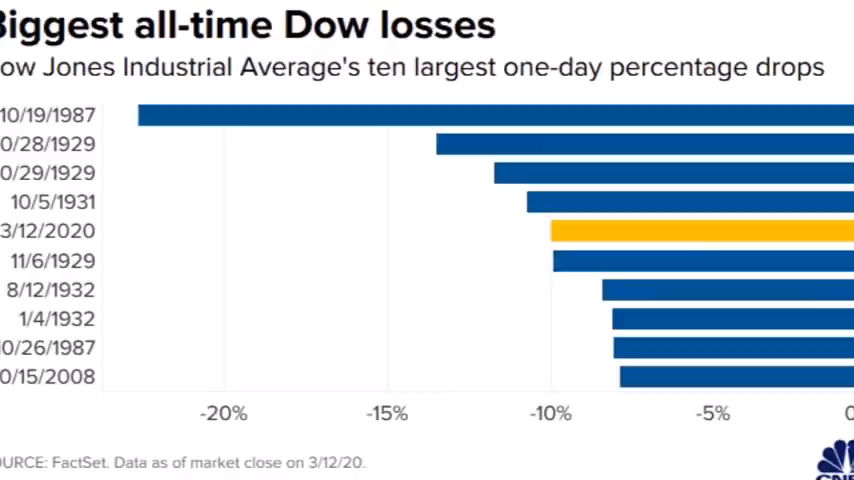 Biggest all-time Dow losses
ow Jones Industrial Average's ten largest one-day percentage drops
10/19/1987
0/28/1929
0/29/1929
10/5/1931
3/12/2020
11/6/1929
8/12/1932
1/4/1932
10/26/1987
0/15/2008
-20% -15% -10% -5% 0
OURCE: FactSet. Data as of market close on 3/12/20.